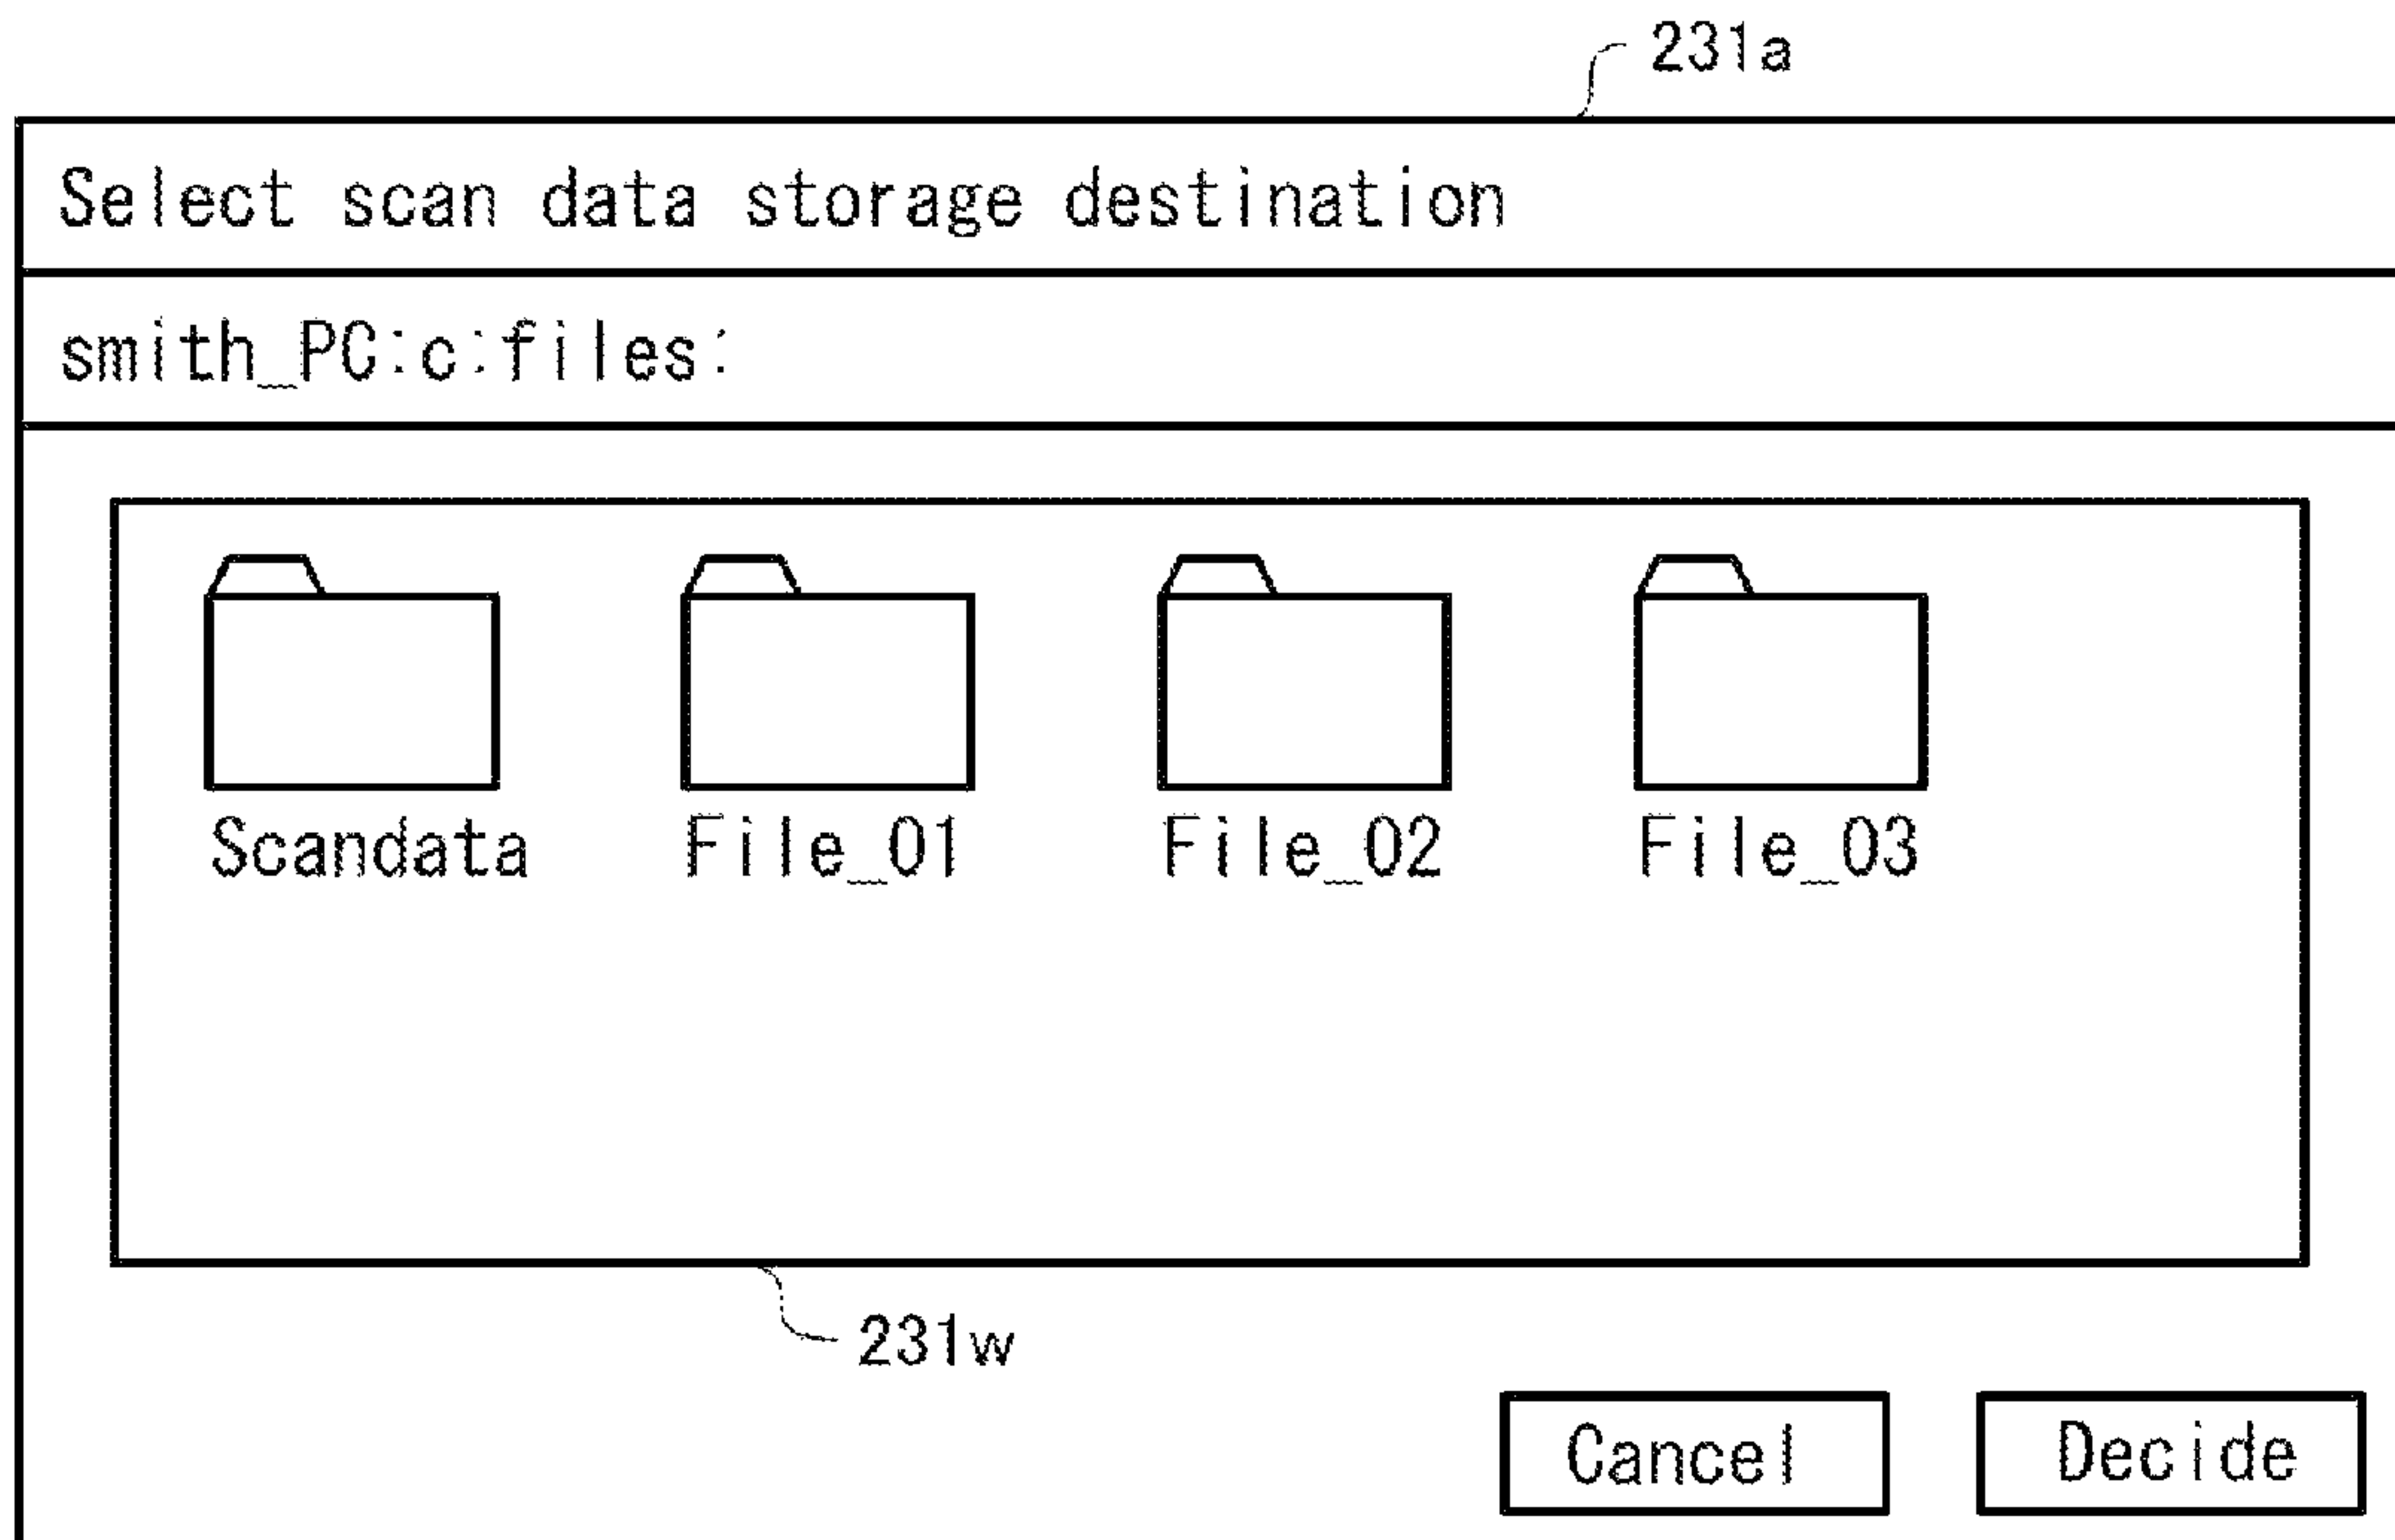 231a
Select scan data storage destination
smith_PC:c:files:
Scandata File_01 File_02 File_03
231w
Cancel Decide